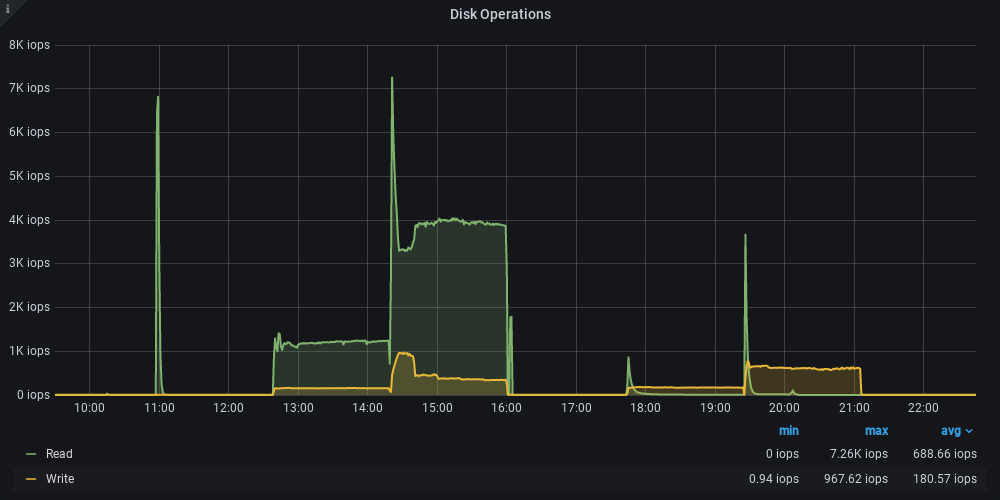 i
Disk Operations
8K iops
7K iops
6K iops
5K iops
4K iops
3K iops
2K iops
1K iops
0 iops
10:00 11:00 12:00 13:00 14:00 15:00 16:00 17:00 18:00 19:00 20:00 21:00 22:00
min max avg
Read 0 iops 7.26K iops 688.66 iops
Write 0.94 iops 967.62 iops 180.57 iops